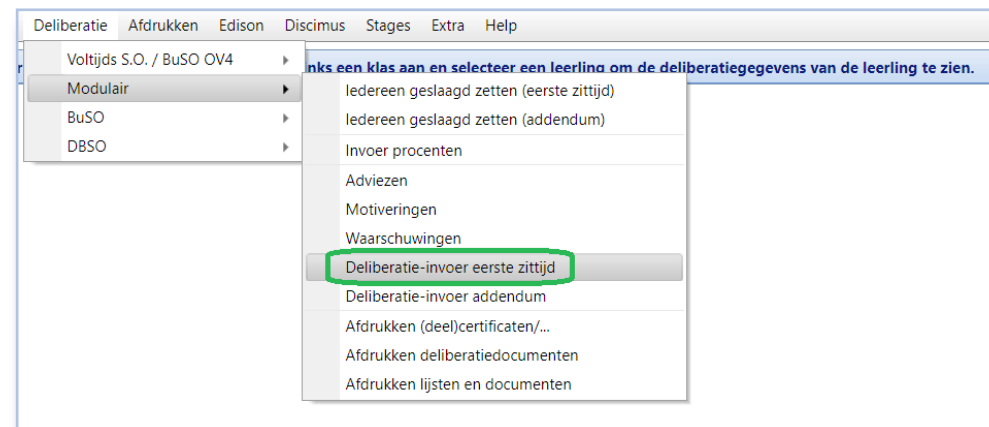 Deliberatie Afdrukken Edison Discimus Stages Extra Help
Voltijds S.O. / BuSO OV4
een klas aan en selecteer een leerling om de deliberatiegegevens van de leerling te zien.
Modulair
BuSO
DBSO
Iedereen geslaagd zetten (eerste zittijd)
Iedereen geslaagd zetten (addendum)
Invoer procenten
Adviezen
Motiveringen
Waarschuwingen
Deliberatie-invoer eerste zittijd
Deliberatie-invoer addendum
Afdrukken (deel)certificaten/...
Afdrukken deliberatiedocumenten
Afdrukken lijsten en documenten